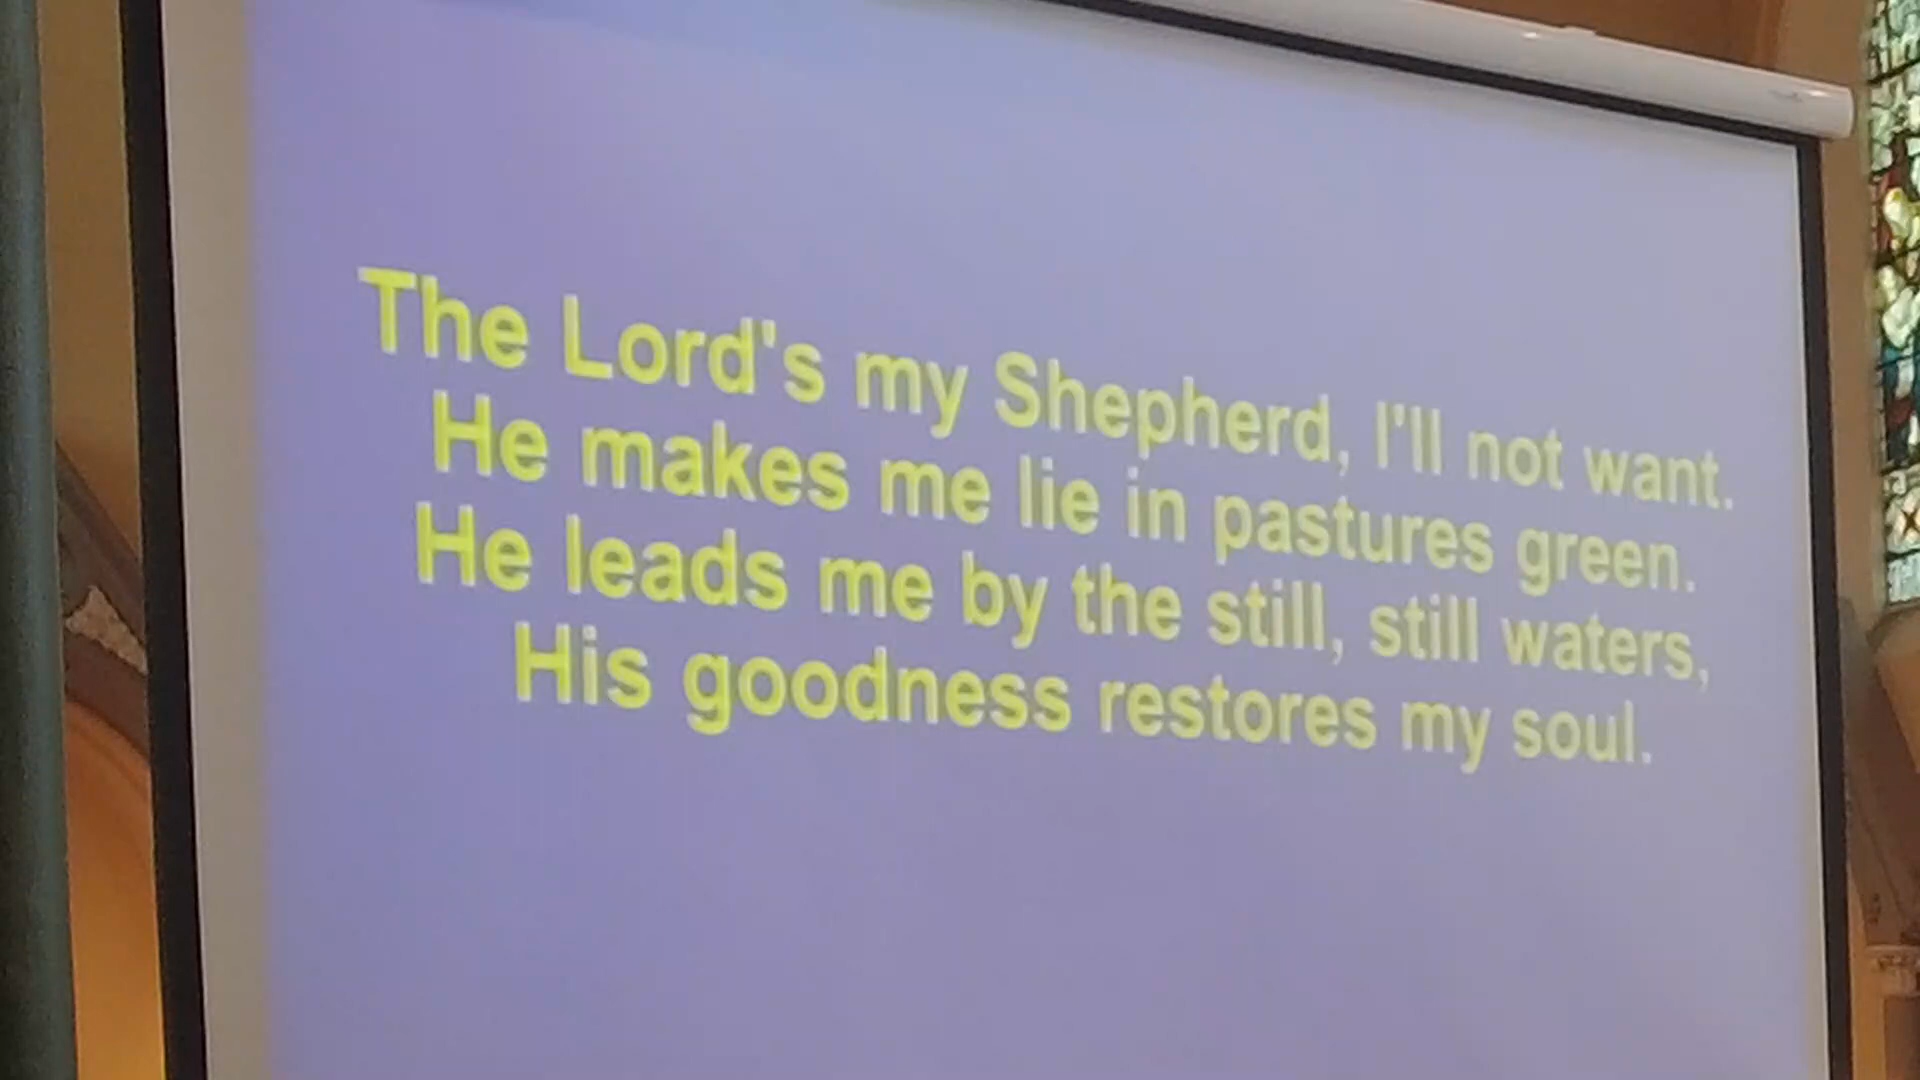 The Lord's my Shepherd, I'll not want.
He makes me lie in pastures green.
He leads me by the still, still waters,
His goodness restores my soul.